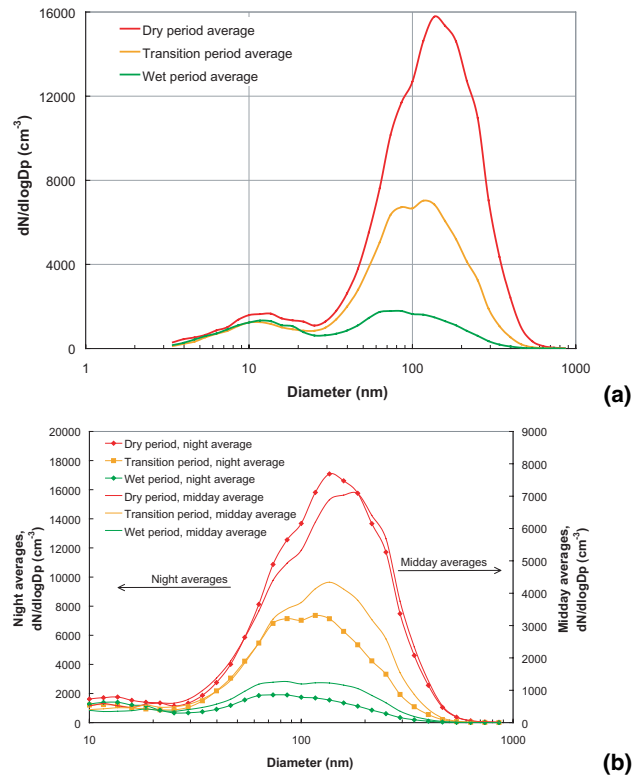 16000
12000
8000
4000
0
dN/dlogDp (cm-3)
Dry period average
Transition period average
Wet period average
1
10
100
1000
Diameter (nm)
(a)
20000
18000
16000
14000
12000
10000
8000
6000
4000
2000
0
Night averages,
dN/dlogDp (cm-3)
Dry period, night average
Transition period, night average
Wet period, night average
Dry period, midday average
Transition period, midday average
Wet period, midday average
Night averages
Midday averages
9000
8000
7000
6000
5000
4000
3000
2000
1000
0
Midday averages,
dN/dlogDp (cm-3)
10
100
1000
Diameter (nm)
(b)